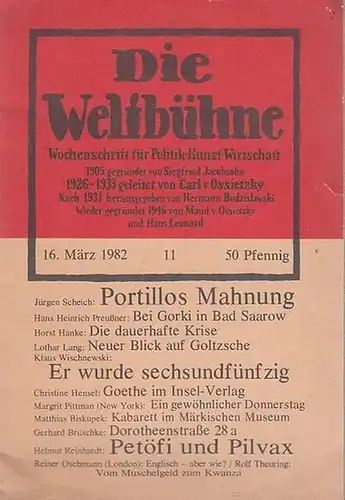 Die
Weltbühne
Wochenschrift für Politik·Kunst·Wirtschaft
1905 gegründet von Siegfried Jacobsohn
1926–1933 geleitet von Carl v. Ossietzky
Nach 1933 herausgegeben von Hermann Budzislawski
Wieder gegründet 1946 von Maud v. Ossietzky
und Hans Leonard
16. März 1982 11 50 Pfennig
Jürgen Scheich: Portillos Mahnung
Hans Heinrich Preußner: Bei Gorki in Bad Saarow
Horst Hanke: Die dauerhafte Krise
Lothar Lang: Neuer Blick auf Goltzsche
Klaus Wischnewski:
Er wurde sechsundfünfzig
Christine Hensel: Goethe im Insel-Verlag
Margrit Pittman (New York): Ein gewöhnlicher Donnerstag
Matthias Biskupek: Kabarett im Märkischen Museum
Gerhard Brüschke: Dorotheenstraße 28 a
Helmut Reinhardt: Petöfi und Pilvax
Reiner Oschmann (London): Englisch – aber wie? / Rolf Theuring:
Vom Muschelgeld zum Kwanza